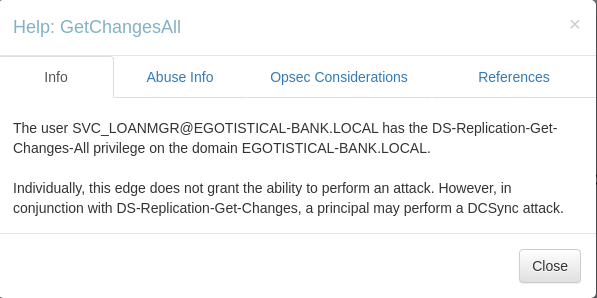 Help: GetChangesAll ×
Info Abuse Info Opsec Considerations References
The user SVC_LOANMGR@EGOTISTICAL-BANK.LOCAL has the DS-Replication-Get-
Changes-All privilege on the domain EGOTISTICAL-BANK.LOCAL.
Individually, this edge does not grant the ability to perform an attack. However, in
conjunction with DS-Replication-Get-Changes, a principal may perform a DCSync attack.
Close